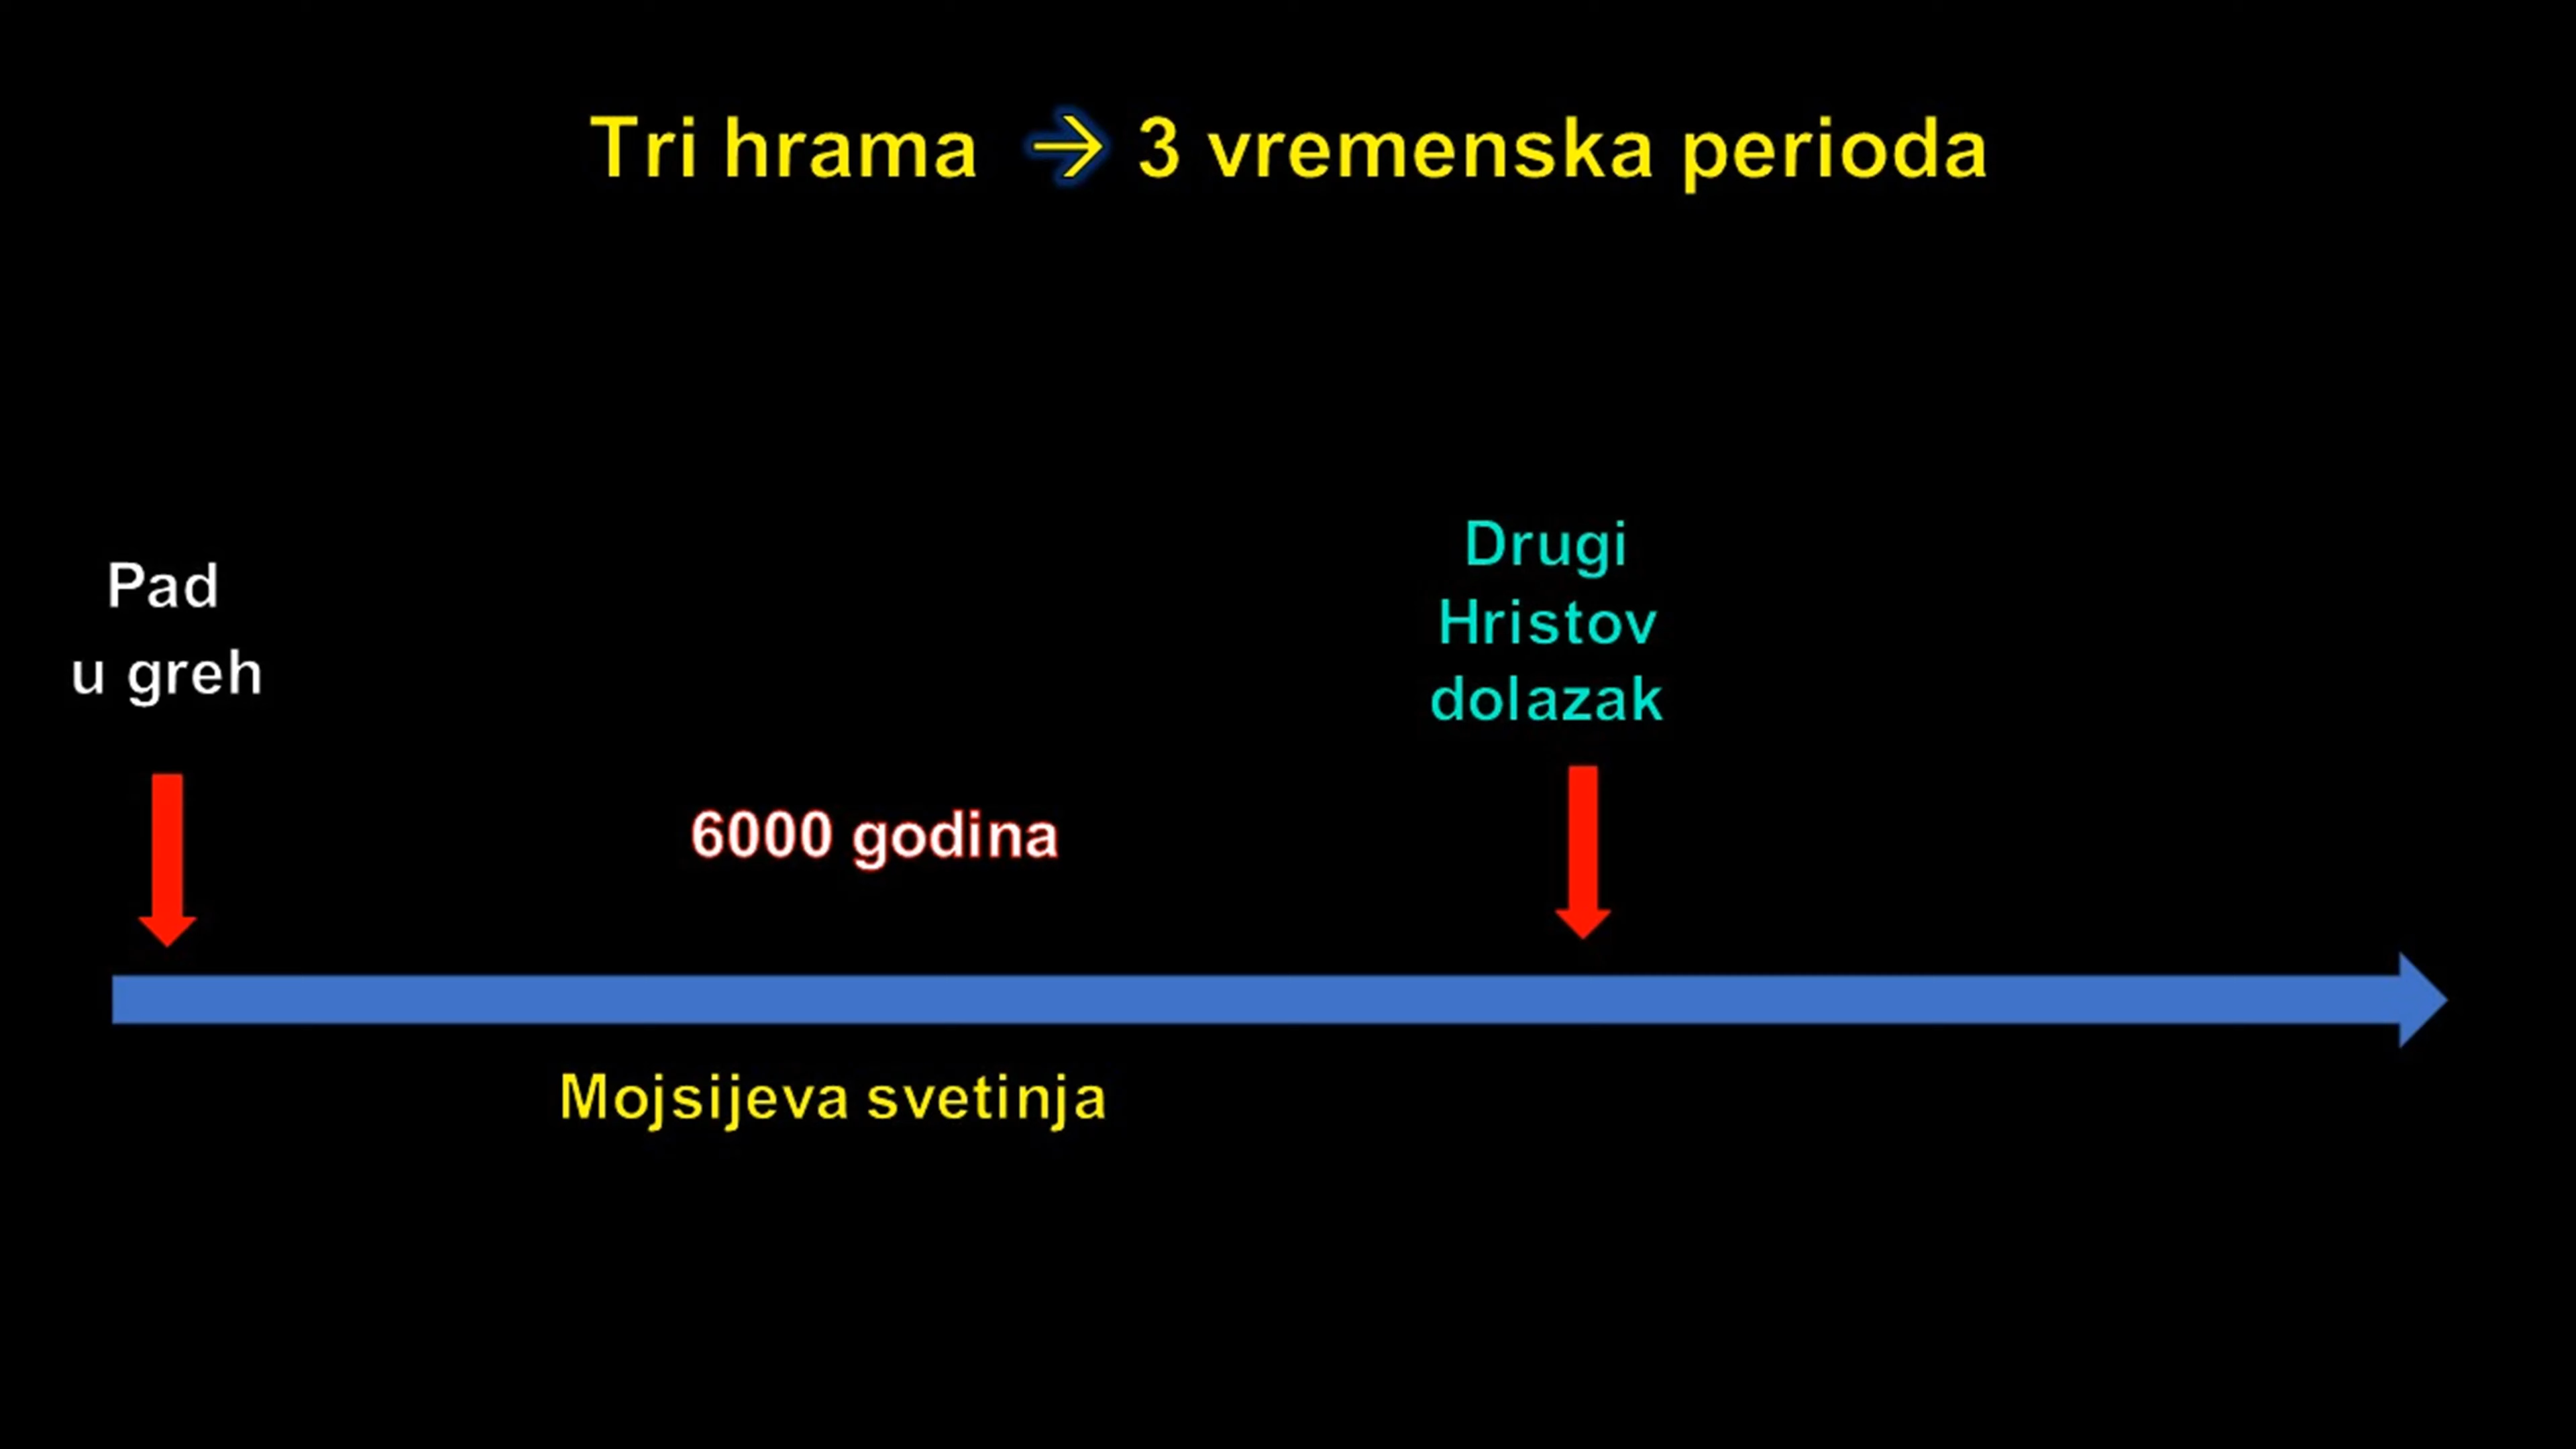 Tri hrama → 3 vremenska perioda
Pad
u greh
Drugi
Hristov
dolazak
6000 godina
Mojsijeva svetinja